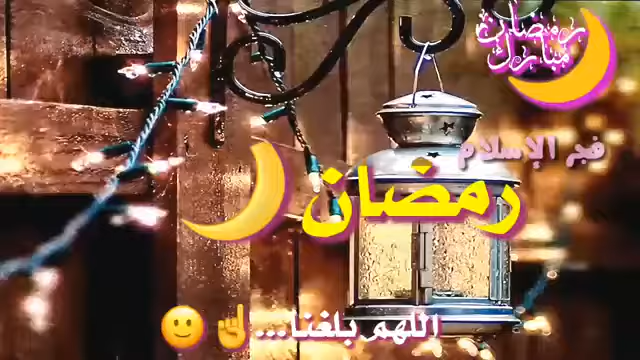 رمضان
مبارك
فجر الإسلام
رمضان
اللهم بلغنا...